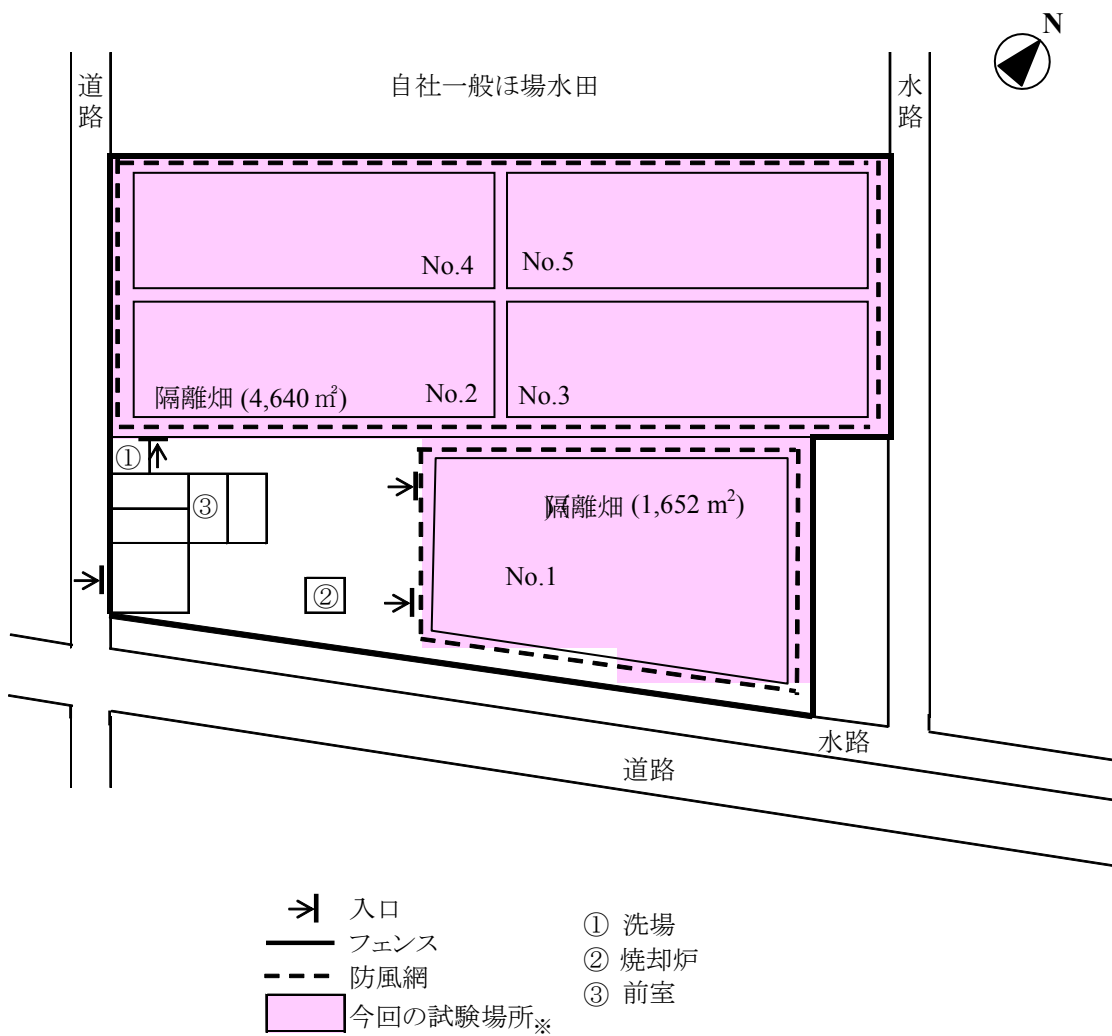 N
道路
自社一般ほ場水田
水路
No.4
No.5
隔離畑 (4,640 ㎡)
No.2
No.3
①
③
隔離畑 (1,652 m²)
No.1
②
水路
道路
入口
フェンス
防風網
今回の試験場所※
① 洗場
② 焼却炉
③ 前室